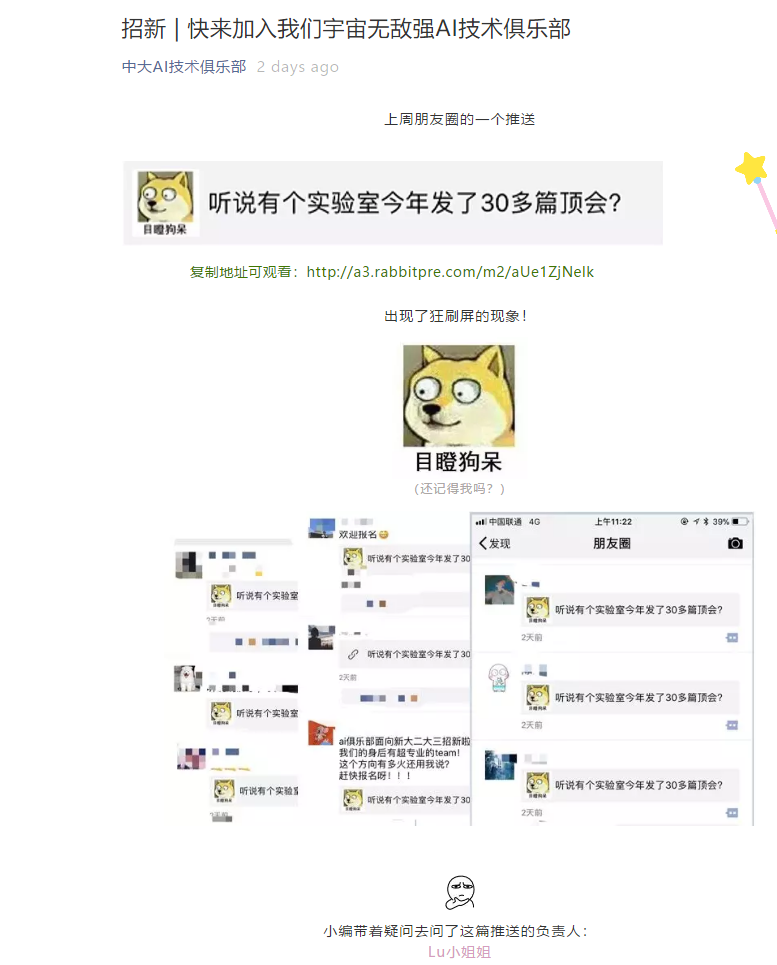 招新 | 快来加入我们宇宙无敌强AI技术俱乐部
中大AI技术俱乐部 2 days ago
上周朋友圈的一个推送
目瞪狗呆
听说有个实验室今年发了30多篇顶会?
复制地址可观看：http://a3.rabbitpre.com/m2/aUe1ZjNelk
出现了狂刷屏的现象！
目瞪狗呆
（还记得我吗？）
听说有个实验室
2天前
听说有个实验室
听说有个实验室
欢迎报名
听说有个实验室今年发了30
听说有个实验室今年发了30
2天前
ai俱乐部面向新大二大三招新啦
我们的身后有超专业的team!
这个方向有多火还用我说?
赶快报名呀！！！
听说有个实验室今年发了30
中国联通 4G 上午11:22 39%
发现 朋友圈
听说有个实验室今年发了30多篇顶会?
2天前
听说有个实验室今年发了30多篇顶会?
2天前
听说有个实验室今年发了30多篇顶会?
2天前
小编带着疑问去问了这篇推送的负责人：
Lu小姐姐